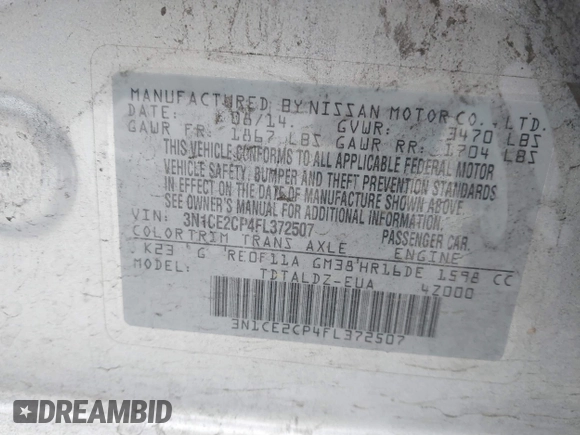 MANUFACTURED BY NISSAN MOTOR CO., LTD.
DATE: 08/14 GVWR: 3470 LBS
GAWR FR: 1867 LBS GAWR RR: 1704 LBS
THIS VEHICLE CONFORMS TO ALL APPLICABLE FEDERAL MOTOR
VEHICLE SAFETY, BUMPER AND THEFT PREVENTION STANDARDS
IN EFFECT ON THE DATE OF MANUFACTURE SHOWN ABOVE.
SEE OWNER'S MANUAL FOR ADDITIONAL INFORMATION.
VIN: 3N1CE2CP4FL372507 PASSENGER CAR.
COLOR TRIM TRANS AXLE ENGINE
K23 G RE0F11A GM38 HR16DE 1598 CC
MODEL: TDTALDZ-EUA 4Z000
3N1CE2CP4FL372507
DREAMBID